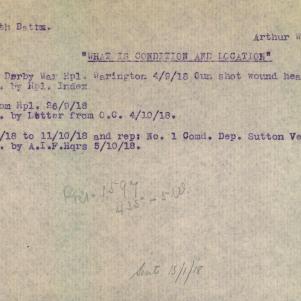 th Battn.
Arthur W
"WHAT IS CONDITION AND LOCATION"
Derby War Hpl. Warington 4/9/18 Gun shot wound hea
. by Hpl. Index
om Hpl. 26/9/18
. by Letter from O.C. 4/10/18.
/18 to 11/10/18 and rep: No. 1 Comd. Dep. Sutton Ve
. by A.I.F.Hqrs 5/10/18.